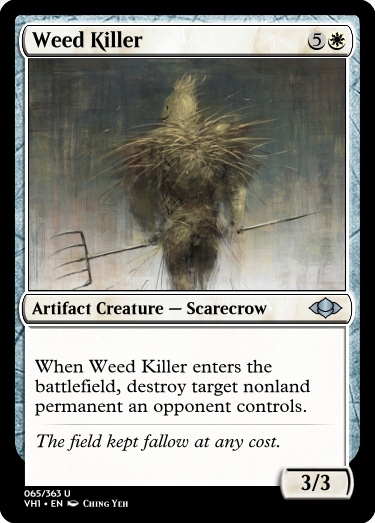 Weed Killer 5
Artifact Creature — Scarecrow
When Weed Killer enters the
battlefield, destroy target nonland
permanent an opponent controls.
The field kept fallow at any cost.
3/3
065/363 U
VH1 • EN Ching Yeh